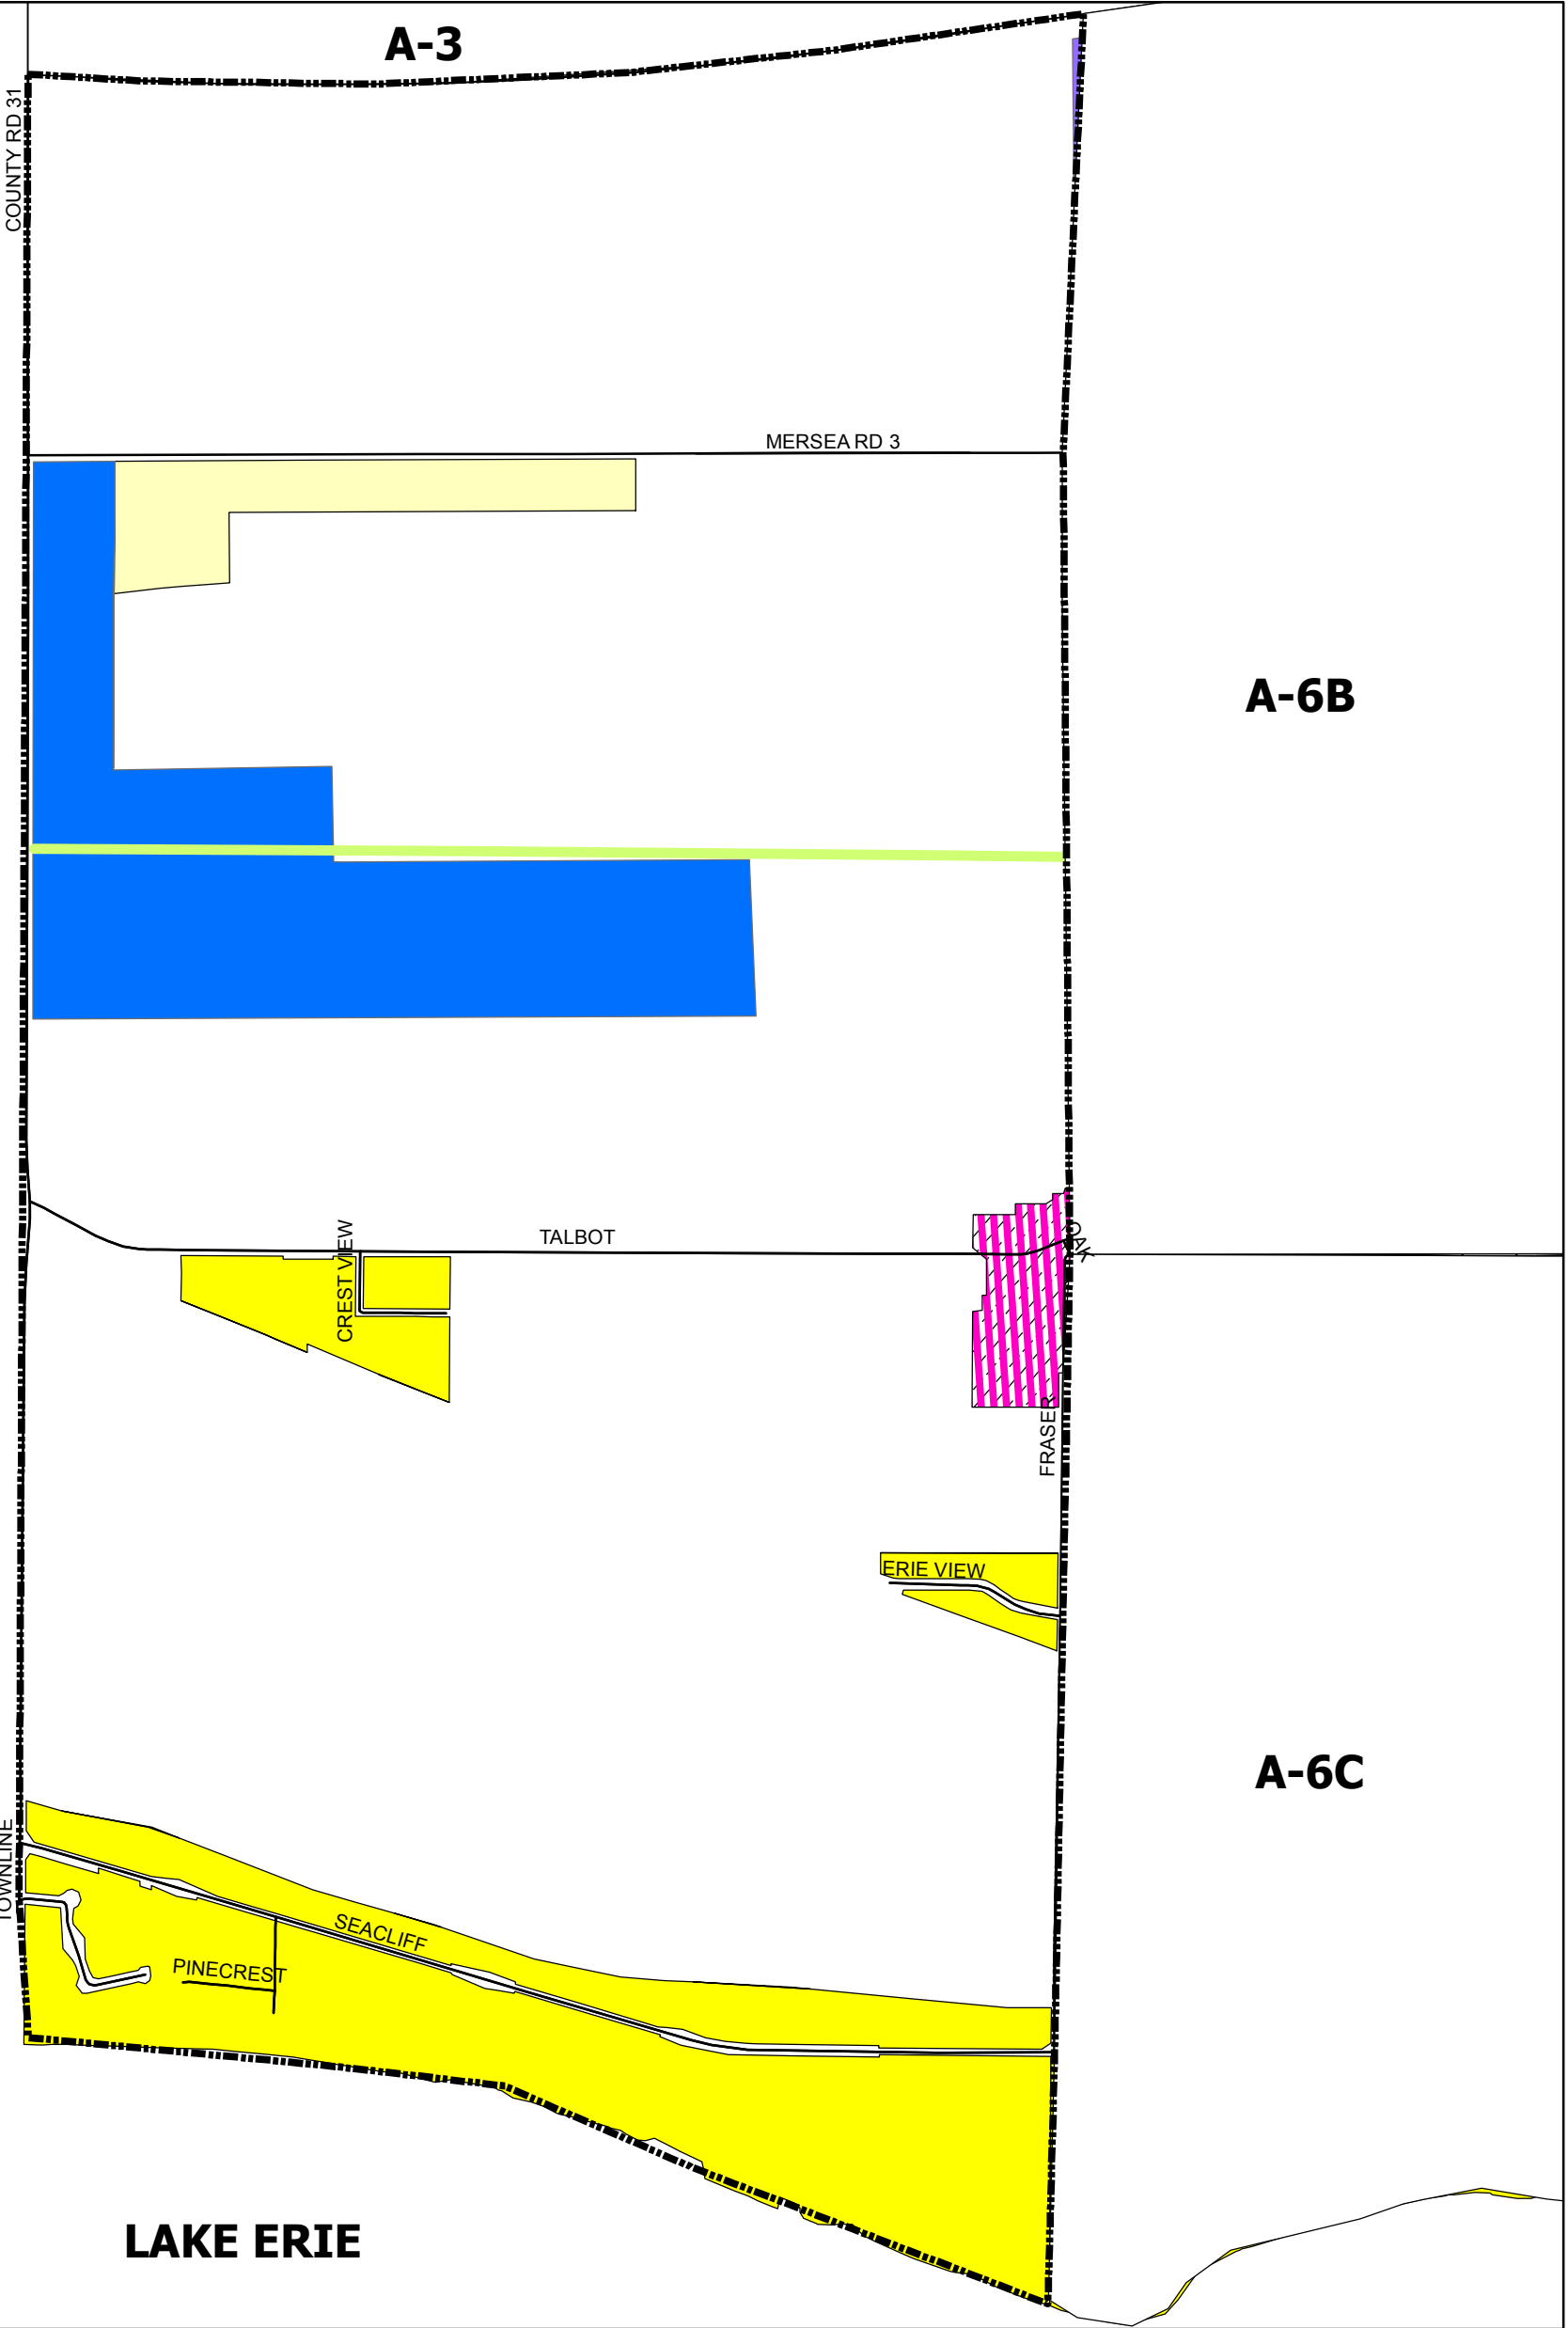 A-3
COUNTY RD 31
MERSEA RD 3
A-6B
CREST VIEW
TALBOT
OAK
FRASER
ERIE VIEW
A-6C
TOWNLINE
SEACLIFF
PINECREST
LAKE ERIE